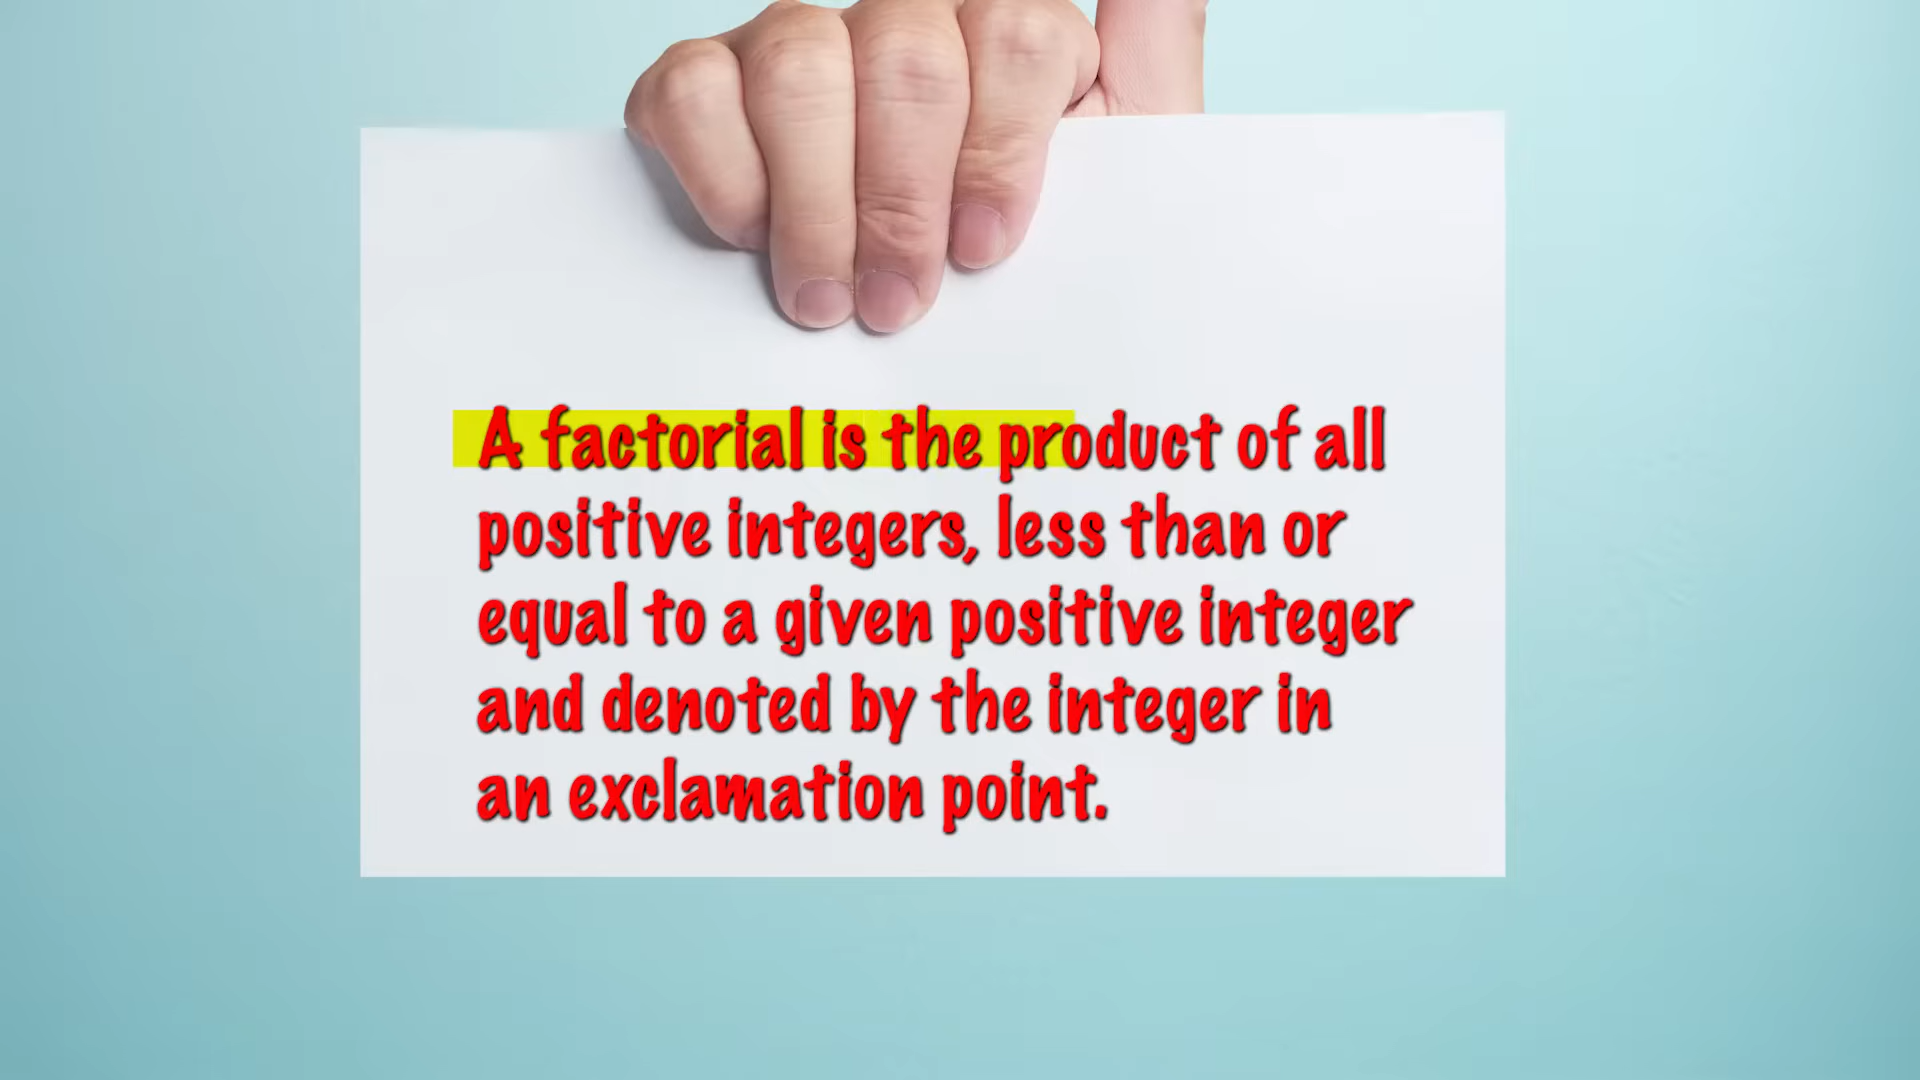 A factorial is the product of all
positive integers, less than or
equal to a given positive integer
and denoted by the integer in
an exclamation point.